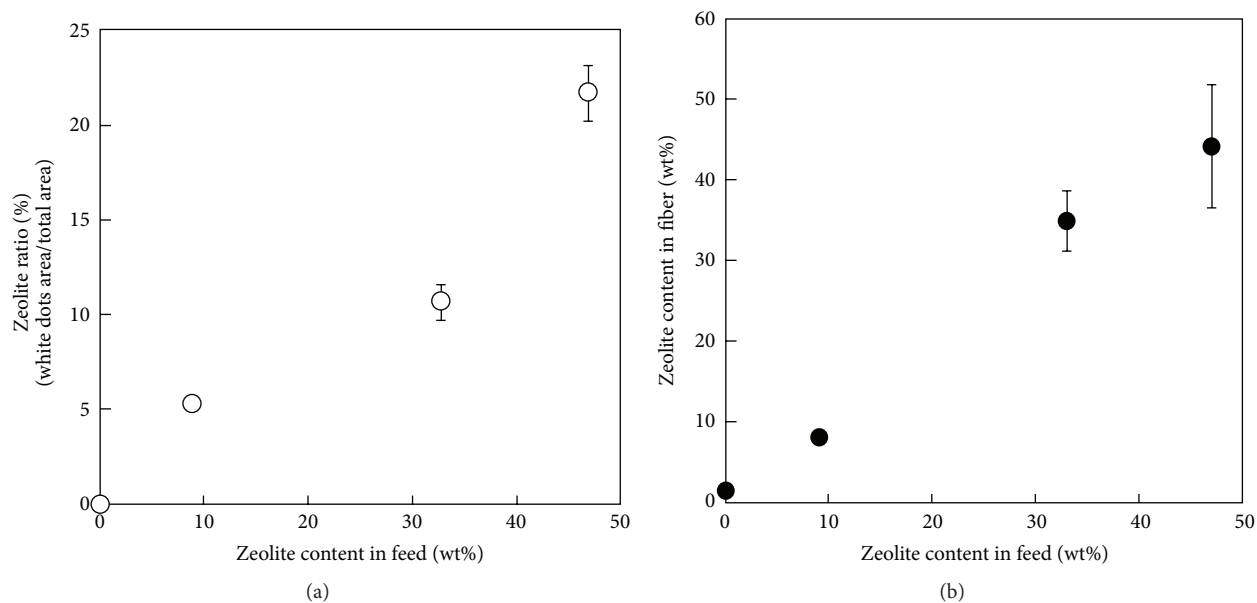 25
20
15
10
5
0
Zeolite ratio (%)
(white dots area/total area)
0 10 20 30 40 50
Zeolite content in feed (wt%)
(a)
60
50
40
30
20
10
0
Zeolite content in fiber (wt%)
0 10 20 30 40 50
Zeolite content in feed (wt%)
(b)